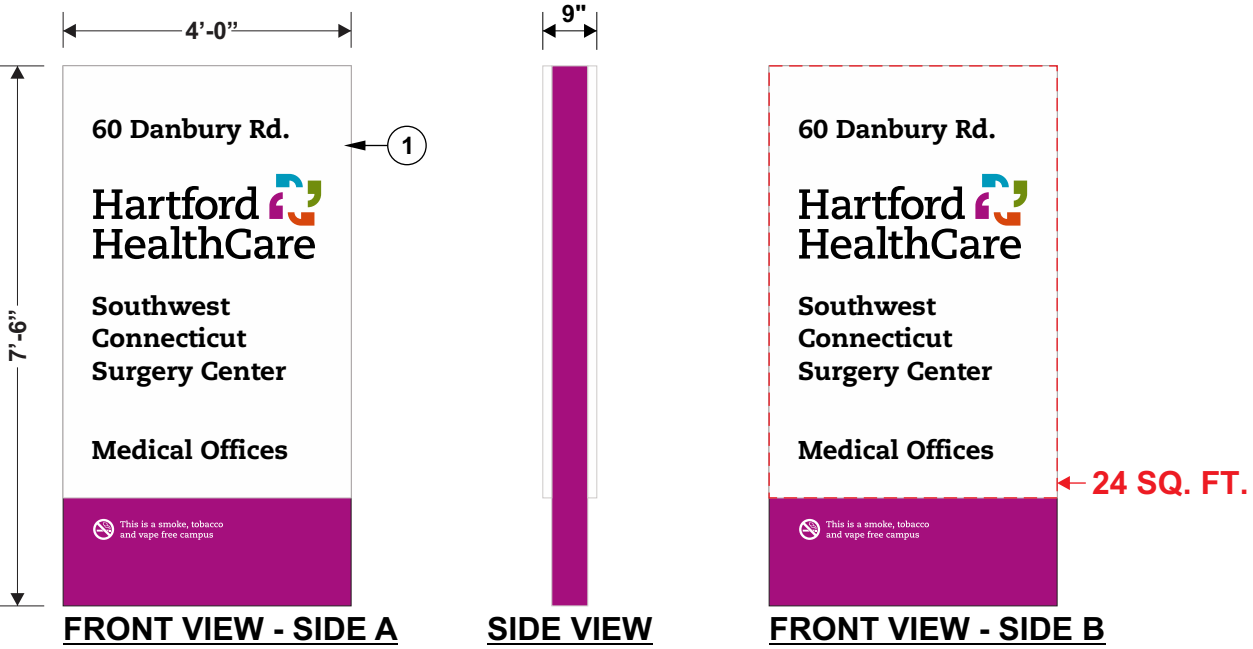 4’-0”
9"
7’-6”
60 Danbury Rd.
1
Hartford
HealthCare
Southwest
Connecticut
Surgery Center
Medical Offices
This is a smoke, tobacco
and vape free campus
FRONT VIEW - SIDE A
SIDE VIEW
60 Danbury Rd.
Hartford
HealthCare
Southwest
Connecticut
Surgery Center
Medical Offices
24 SQ. FT.
This is a smoke, tobacco
and vape free campus
FRONT VIEW - SIDE B